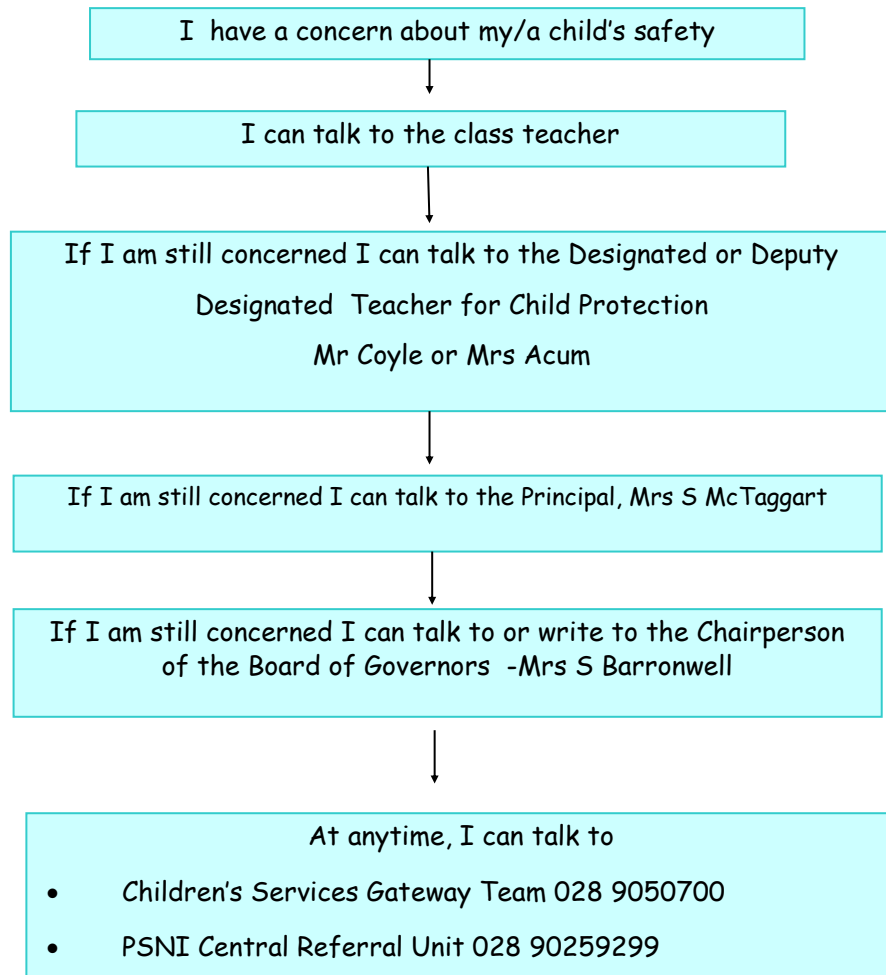 I have a concern about my/a child's safety
I can talk to the class teacher
If I am still concerned I can talk to the Designated or Deputy
Designated Teacher for Child Protection
Mr Coyle or Mrs Acum
If I am still concerned I can talk to the Principal, Mrs S McTaggart
If I am still concerned I can talk to or write to the Chairperson
of the Board of Governors -Mrs S Barronwell
At anytime, I can talk to
• Children's Services Gateway Team 028 9050700
• PSNI Central Referral Unit 028 90259299